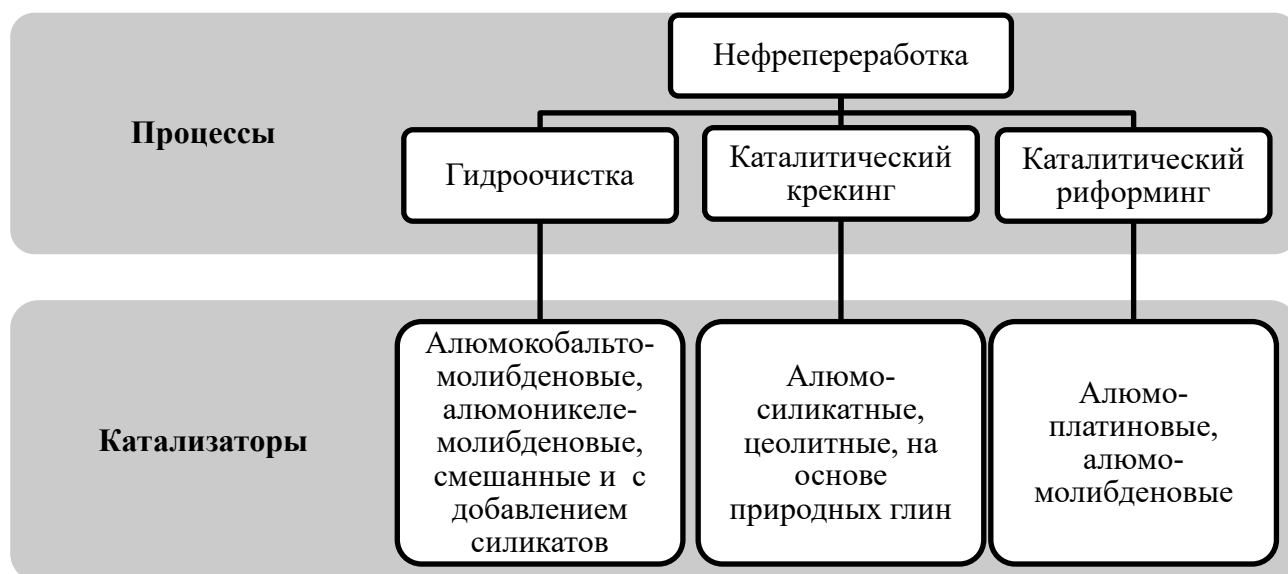 Нефрепереработка
Процессы
Гидроочистка
Каталитический
крекинг
Каталитический
риформинг
Катализаторы
Алюмокобальто-
молибденовые,
алюмоникеле-
молибденовые,
смешанные и с
добавлением
силикатов
Алюмо-
силикатные,
цеолитные, на
основе
природных глин
Алюмо-
платиновые,
алюмо-
молибденовые